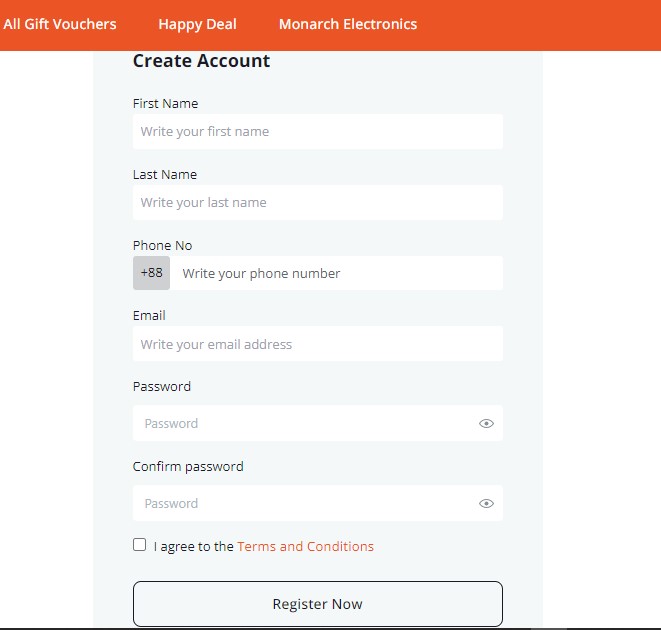 All Gift Vouchers Happy Deal Monarch Electronics
Create Account
First Name
Write your first name
Last Name
Write your last name
Phone No
+88 Write your phone number
Email
Write your email address
Password
Password
Confirm password
Password
I agree to the Terms and Conditions
Register Now